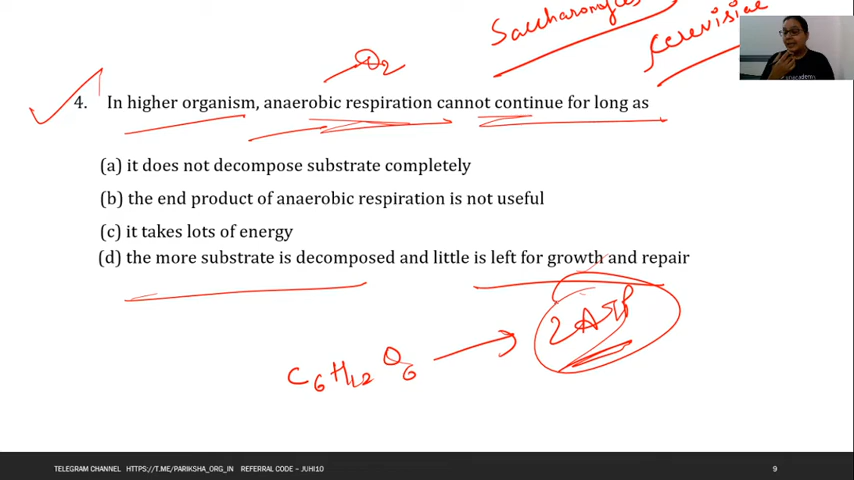 Saccharomyces
cerevisiae
O2
4. In higher organism, anaerobic respiration cannot continue for long as
(a) it does not decompose substrate completely
(b) the end product of anaerobic respiration is not useful
(c) it takes lots of energy
(d) the more substrate is decomposed and little is left for growth and repair
2 ATP
C6H12O6
TELEGRAM CHANNEL HTTPS://T.ME/PARIKSHA_ORG_IN REFERRAL CODE – JUHI10
9